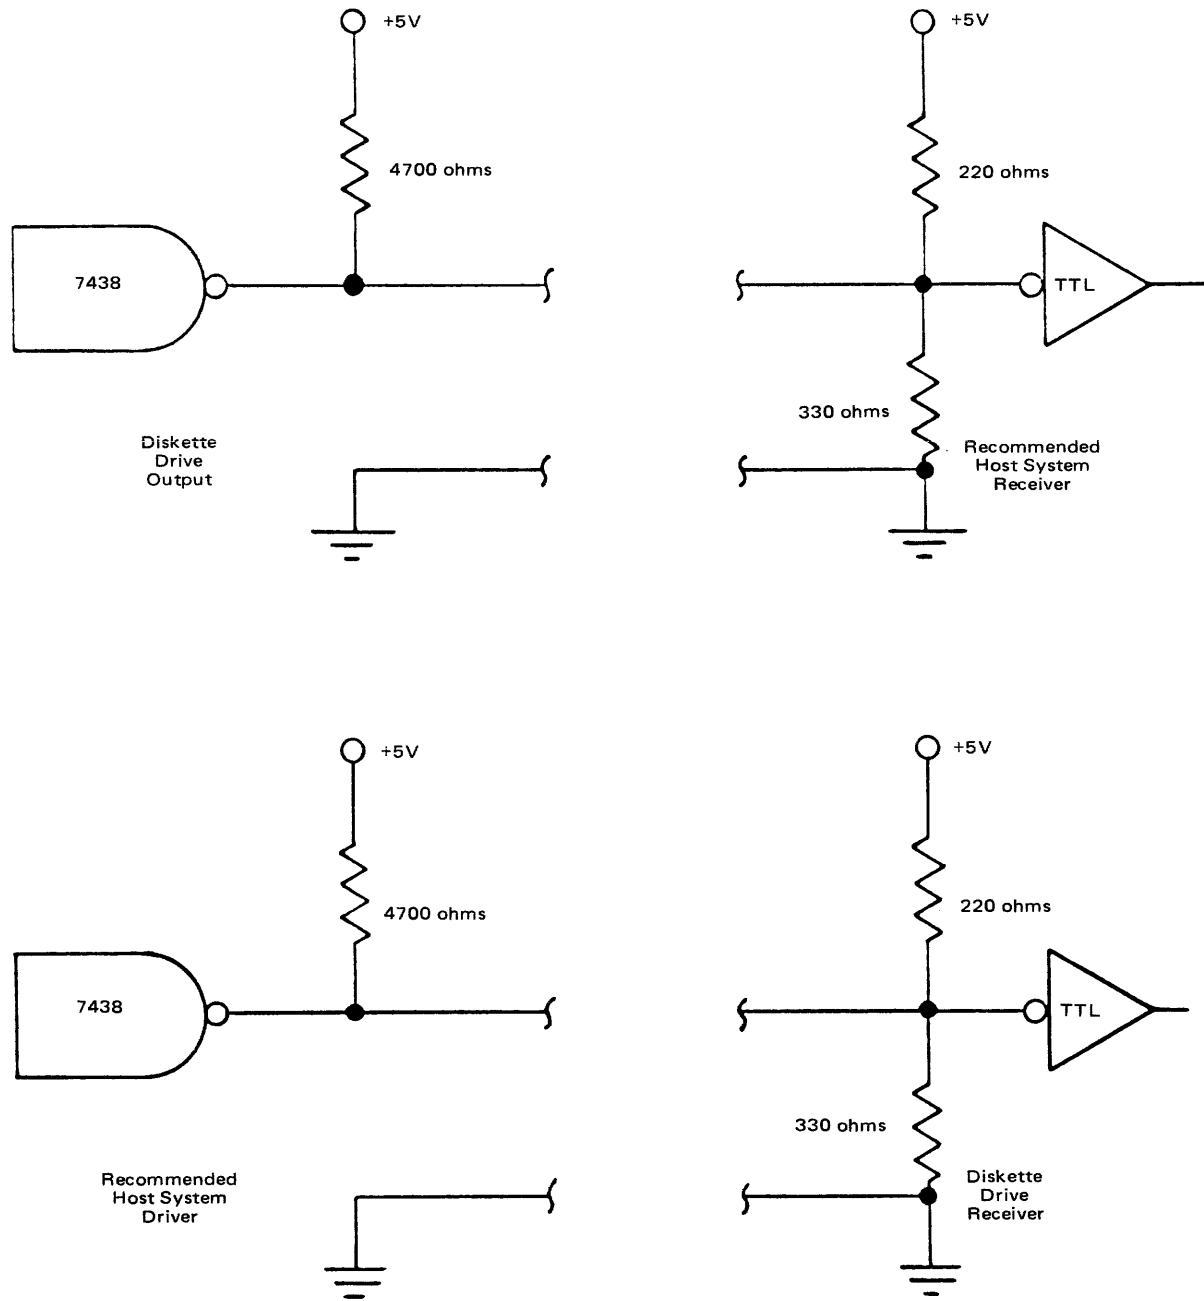 +5V
+5V
4700 ohms
220 ohms
7438
TTL
330 ohms
Diskette
Drive
Output
Recommended
Host System
Receiver
+5V
+5V
4700 ohms
220 ohms
7438
TTL
330 ohms
Recommended
Host System
Driver
Diskette
Drive
Receiver